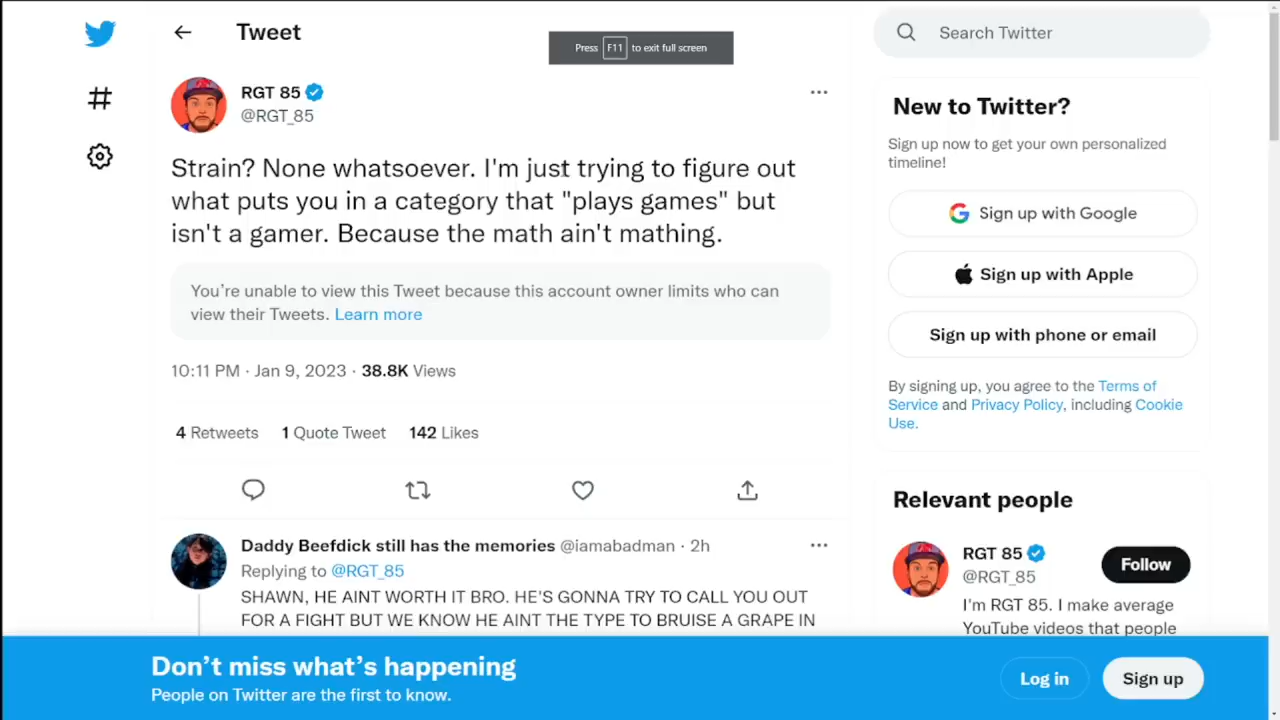 Tweet
Press F11 to exit full screen
Search Twitter
RGT 85
@RGT_85
Strain? None whatsoever. I'm just trying to figure out
what puts you in a category that "plays games" but
isn't a gamer. Because the math ain't mathing.
You're unable to view this Tweet because this account owner limits who can
view their Tweets. Learn more
10:11 PM · Jan 9, 2023 · 38.8K Views
4 Retweets 1 Quote Tweet 142 Likes
Daddy Beefdick still has the memories @iamabadman · 2h
Replying to @RGT_85
SHAWN, HE AINT WORTH IT BRO. HE'S GONNA TRY TO CALL YOU OUT
FOR A FIGHT BUT WE KNOW HE AINT THE TYPE TO BRUISE A GRAPE IN
New to Twitter?
Sign up now to get your own personalized
timeline!
Sign up with Google
Sign up with Apple
Sign up with phone or email
By signing up, you agree to the Terms of
Service and Privacy Policy, including Cookie
Use.
Relevant people
RGT 85
@RGT_85
Follow
I'm RGT 85. I make average
YouTube videos that people
Don't miss what's happening
People on Twitter are the first to know.
Log in
Sign up